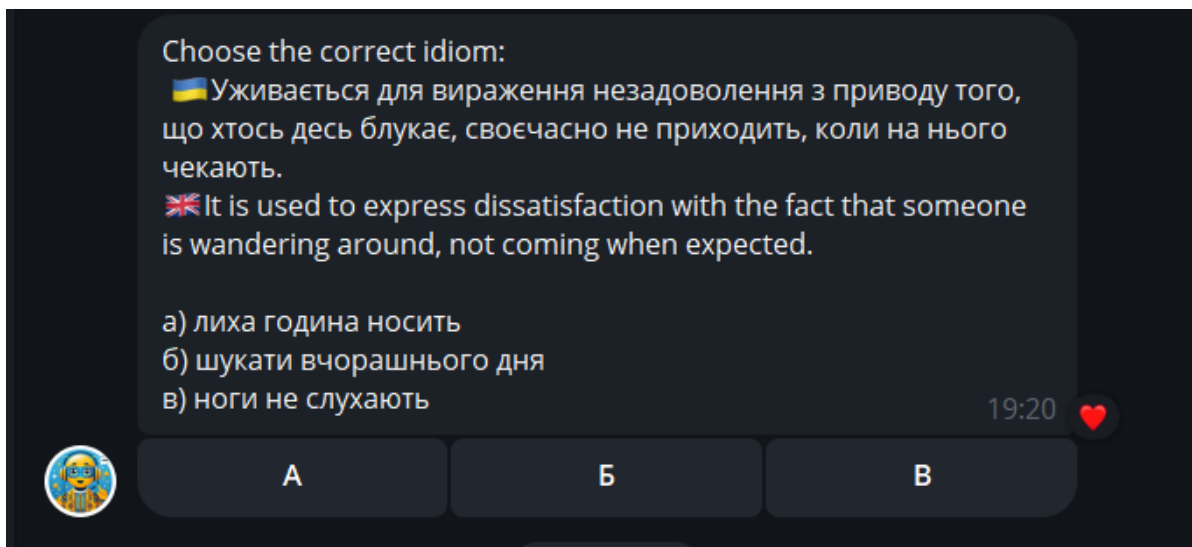 Choose the correct idiom:
🇺🇦Уживається для вираження незадоволення з приводу того,
що хтось десь блукає, своєчасно не приходить, коли на нього
чекають.
🇬🇧It is used to express dissatisfaction with the fact that someone
is wandering around, not coming when expected.
а) лиха година носить
б) шукати вчорашнього дня
в) ноги не слухають
19:20
А
Б
В